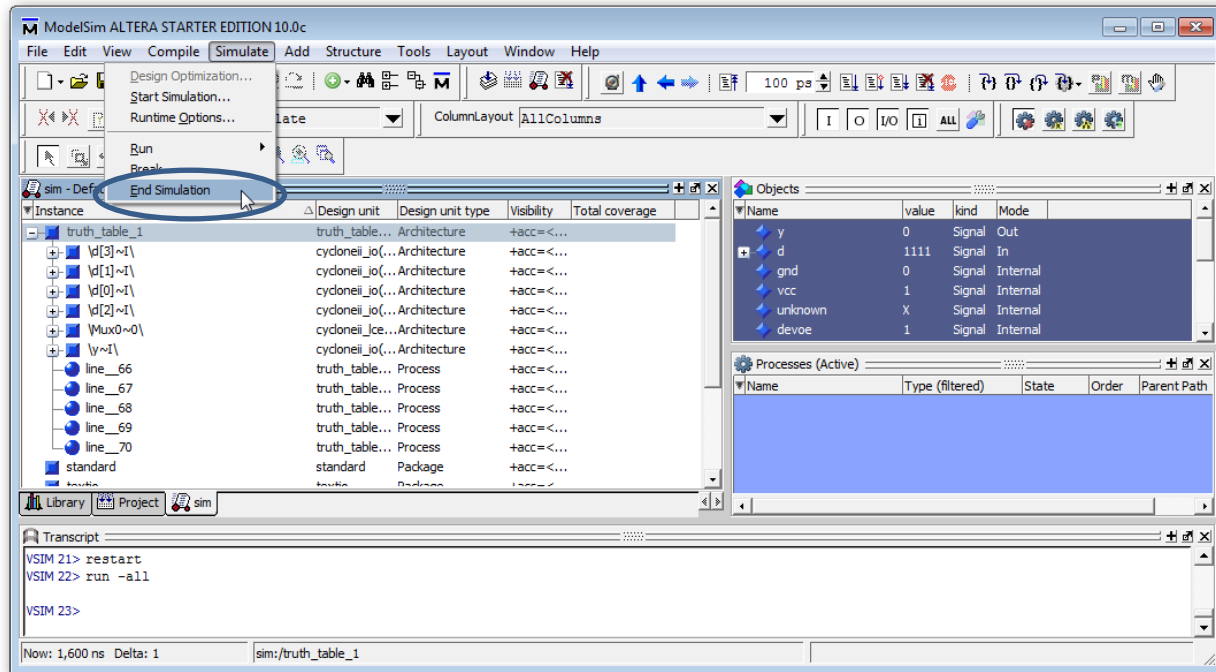 ModelSim ALTERA STARTER EDITION 10.0c
File Edit View Compile Simulate Add Structure Tools Layout Window Help
Design Optimization...
Start Simulation...
Runtime Options...
Run
Break
End Simulation
100 ps
late
ColumnLayout AllColumns
I O I/O i ALL
sim - Defa
Instance Design unit Design unit type Visibility Total coverage
truth_table_1 truth_table... Architecture +acc=<...
\d[3]~I\ cycloneii_io(... Architecture +acc=<...
\d[1]~I\ cycloneii_io(... Architecture +acc=<...
\d[0]~I\ cycloneii_io(... Architecture +acc=<...
\d[2]~I\ cycloneii_io(... Architecture +acc=<...
\Mux0~0\ cycloneii_lce... Architecture +acc=<...
\y~I\ cycloneii_io(... Architecture +acc=<...
line__66 truth_table... Process +acc=<...
line__67 truth_table... Process +acc=<...
line__68 truth_table... Process +acc=<...
line__69 truth_table... Process +acc=<...
line__70 truth_table... Process +acc=<...
standard standard Package +acc=<...
textio textio Package +acc=<
Library Project sim
Objects
Name value kind Mode
y 0 Signal Out
d 1111 Signal In
gnd 0 Signal Internal
vcc 1 Signal Internal
unknown X Signal Internal
devoe 1 Signal Internal
Processes (Active)
Name Type (filtered) State Order Parent Path
Transcript
VSIM 21> restart
VSIM 22> run -all
VSIM 23>
Now: 1,600 ns Delta: 1 sim:/truth_table_1